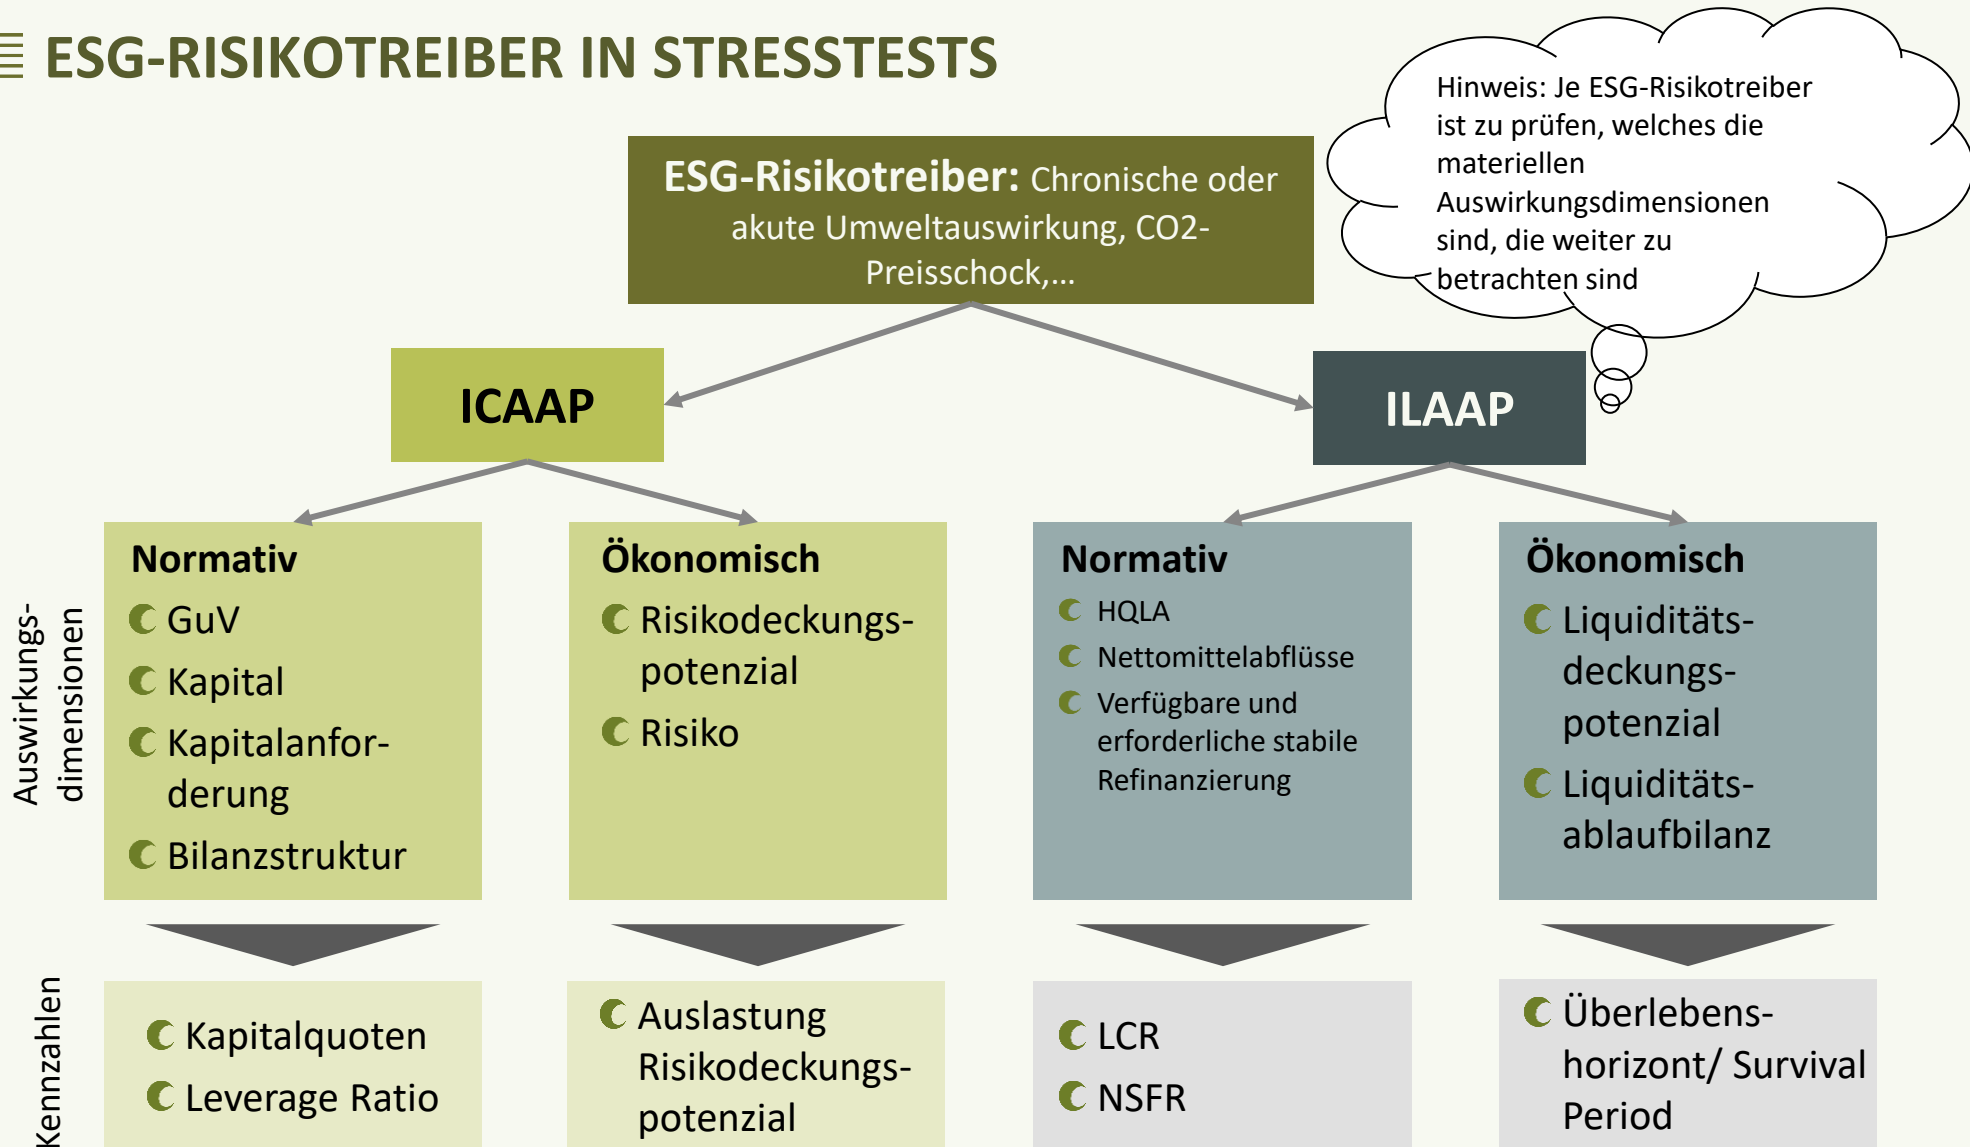 ESG-RISIKOTREIBER IN STRESSTESTS
Hinweis: Je ESG-Risikotreiber
ist zu prüfen, welches die
materiellen
Auswirkungsdimensionen
sind, die weiter zu
betrachten sind
ESG-Risikotreiber: Chronische oder
akute Umweltauswirkung, CO2-
Preisschock,...
ICAAP
ILAAP
Auswirkungs-
dimensionen
Normativ
GuV
Kapital
Kapitalanfor-
derung
Bilanzstruktur
Ökonomisch
Risikodeckungs-
potenzial
Risiko
Normativ
HQLA
Nettomittelabflüsse
Verfügbare und
erforderliche stabile
Refinanzierung
Ökonomisch
Liquiditäts-
deckungs-
potenzial
Liquiditäts-
ablaufbilanz
Kennzahlen
Kapitalquoten
Leverage Ratio
Auslastung
Risikodeckungs-
potenzial
LCR
NSFR
Überlebens-
horizont/ Survival
Period